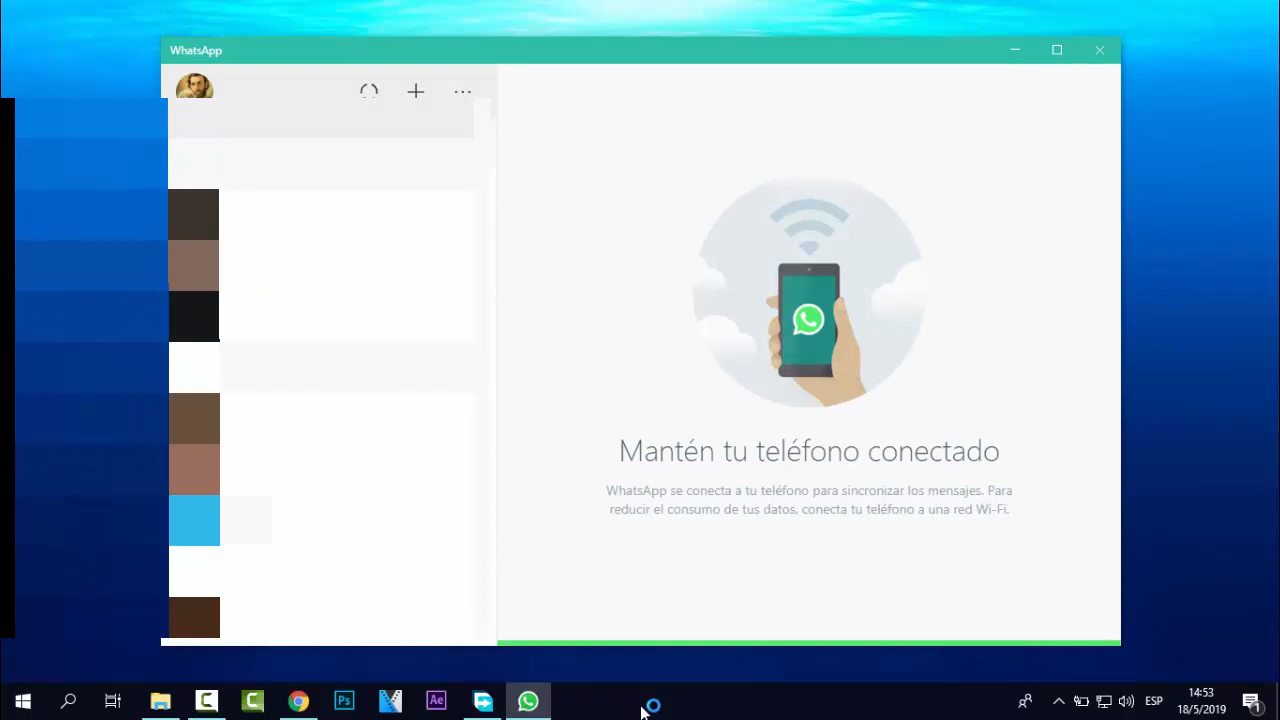 WhatsApp
Mantén tu teléfono conectado
WhatsApp se conecta a tu teléfono para sincronizar los mensajes. Para
reducir el consumo de tus datos, conecta tu teléfono a una red Wi-Fi.
Ps
Ae
ESP
14:53
18/5/2019
1